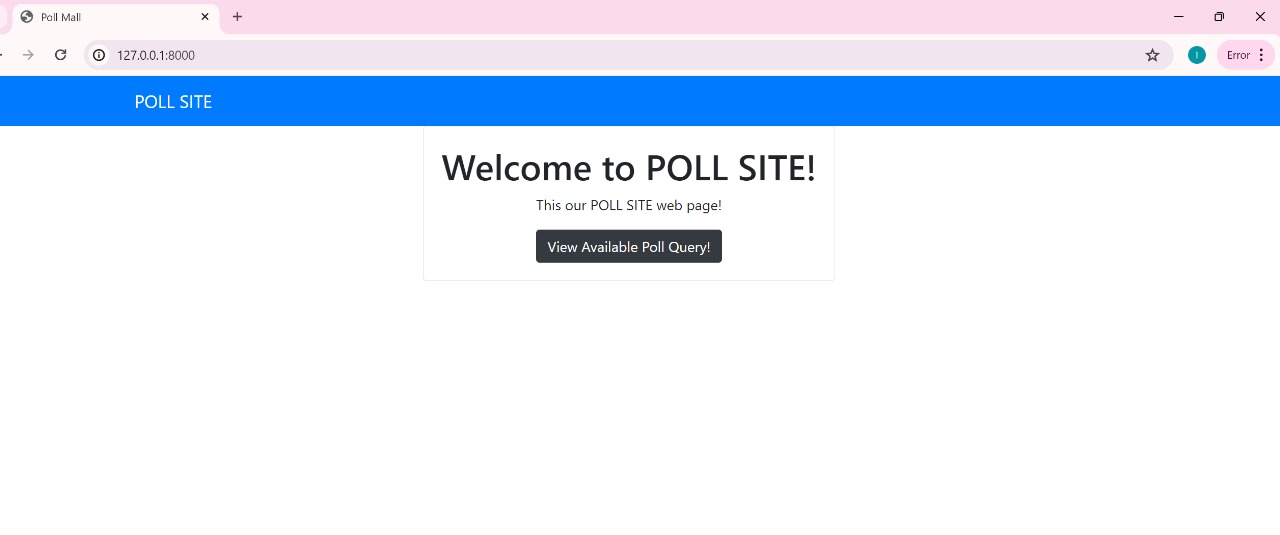 Poll Mall
127.0.0.1:8000
Error
POLL SITE
Welcome to POLL SITE!
This our POLL SITE web page!
View Available Poll Query!